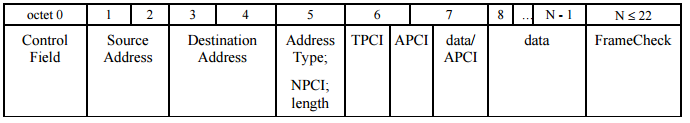 octet 0 1 2 3 4 5 6 7 8 ... N - 1 N ≤ 22
Control Source Destination Address TPCI APCI data/ data FrameCheck
Field Address Address Type; APCI
NPCI;
length